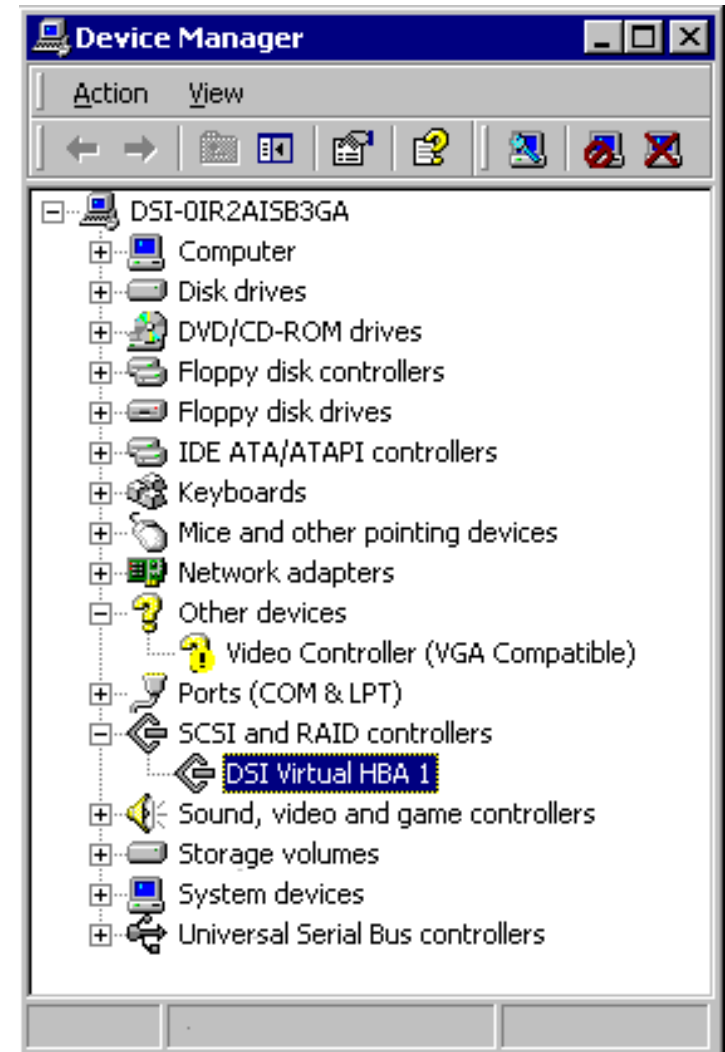 Device Manager
Action View
DSI-0IR2AISB3GA
Computer
Disk drives
DVD/CD-ROM drives
Floppy disk controllers
Floppy disk drives
IDE ATA/ATAPI controllers
Keyboards
Mice and other pointing devices
Network adapters
Other devices
Video Controller (VGA Compatible)
Ports (COM & LPT)
SCSI and RAID controllers
DSI Virtual HBA 1
Sound, video and game controllers
Storage volumes
System devices
Universal Serial Bus controllers